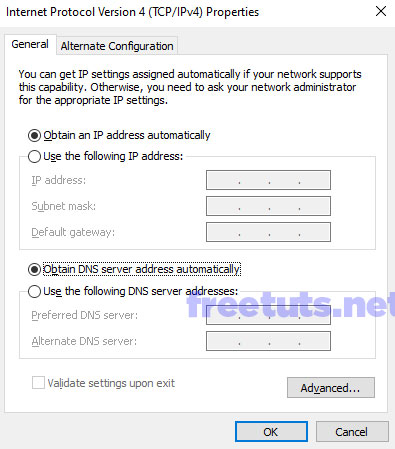 Internet Protocol Version 4 (TCP/IPv4) Properties
General
Alternate Configuration
You can get IP settings assigned automatically if your network supports
this capability. Otherwise, you need to ask your network administrator
for the appropriate IP settings.
Obtain an IP address automatically
Use the following IP address:
IP address:
Subnet mask:
Default gateway:
Obtain DNS server address automatically
Use the following DNS server addresses:
freetuts.net
Preferred DNS server:
Alternate DNS server:
Validate settings upon exit
Advanced...
OK
Cancel